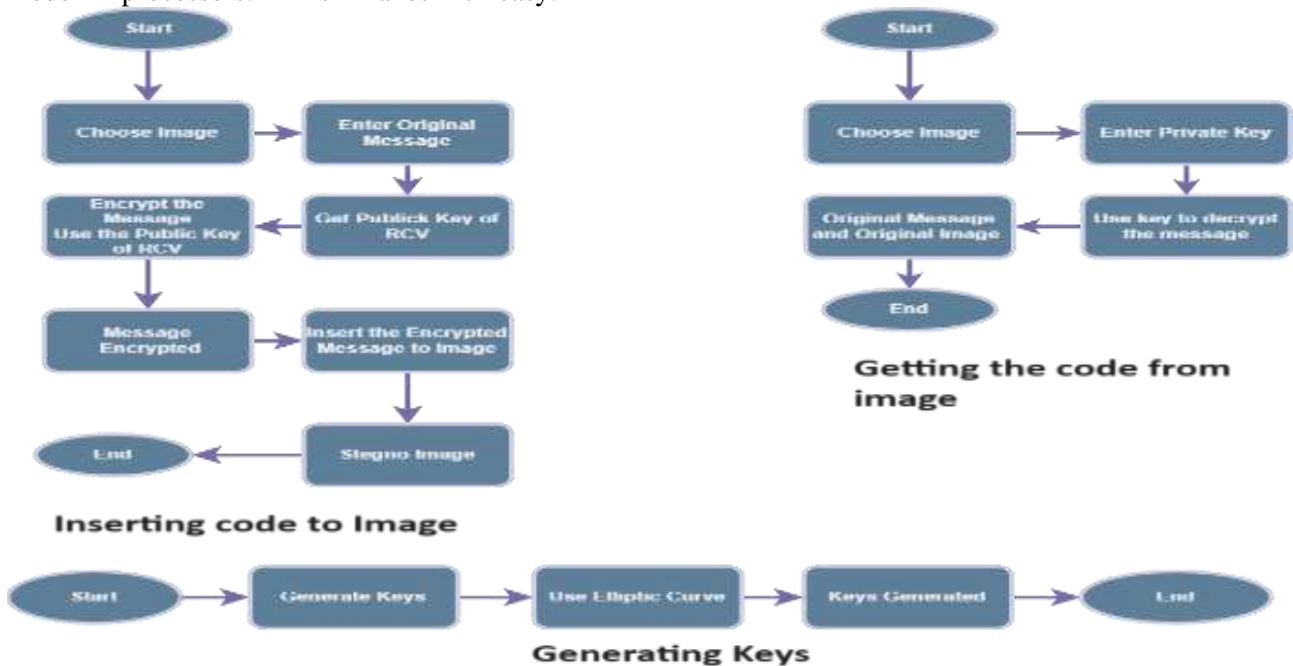 Start
Choose Image
Enter Original
Message
Get Publick Key of
RCV
Encrypt the
Message
Use the Public Key
of RCV
Message
Encrypted
Insert the Encrypted
Message to Image
Stegno Image
End
Inserting code to Image
Start
Choose Image
Enter Private Key
Use key to decrypt
the message
Original Message
and Original Image
End
Getting the code from
image
Start
Generate Keys
Use Elliptic Curve
Keys Generated
End
Generating Keys